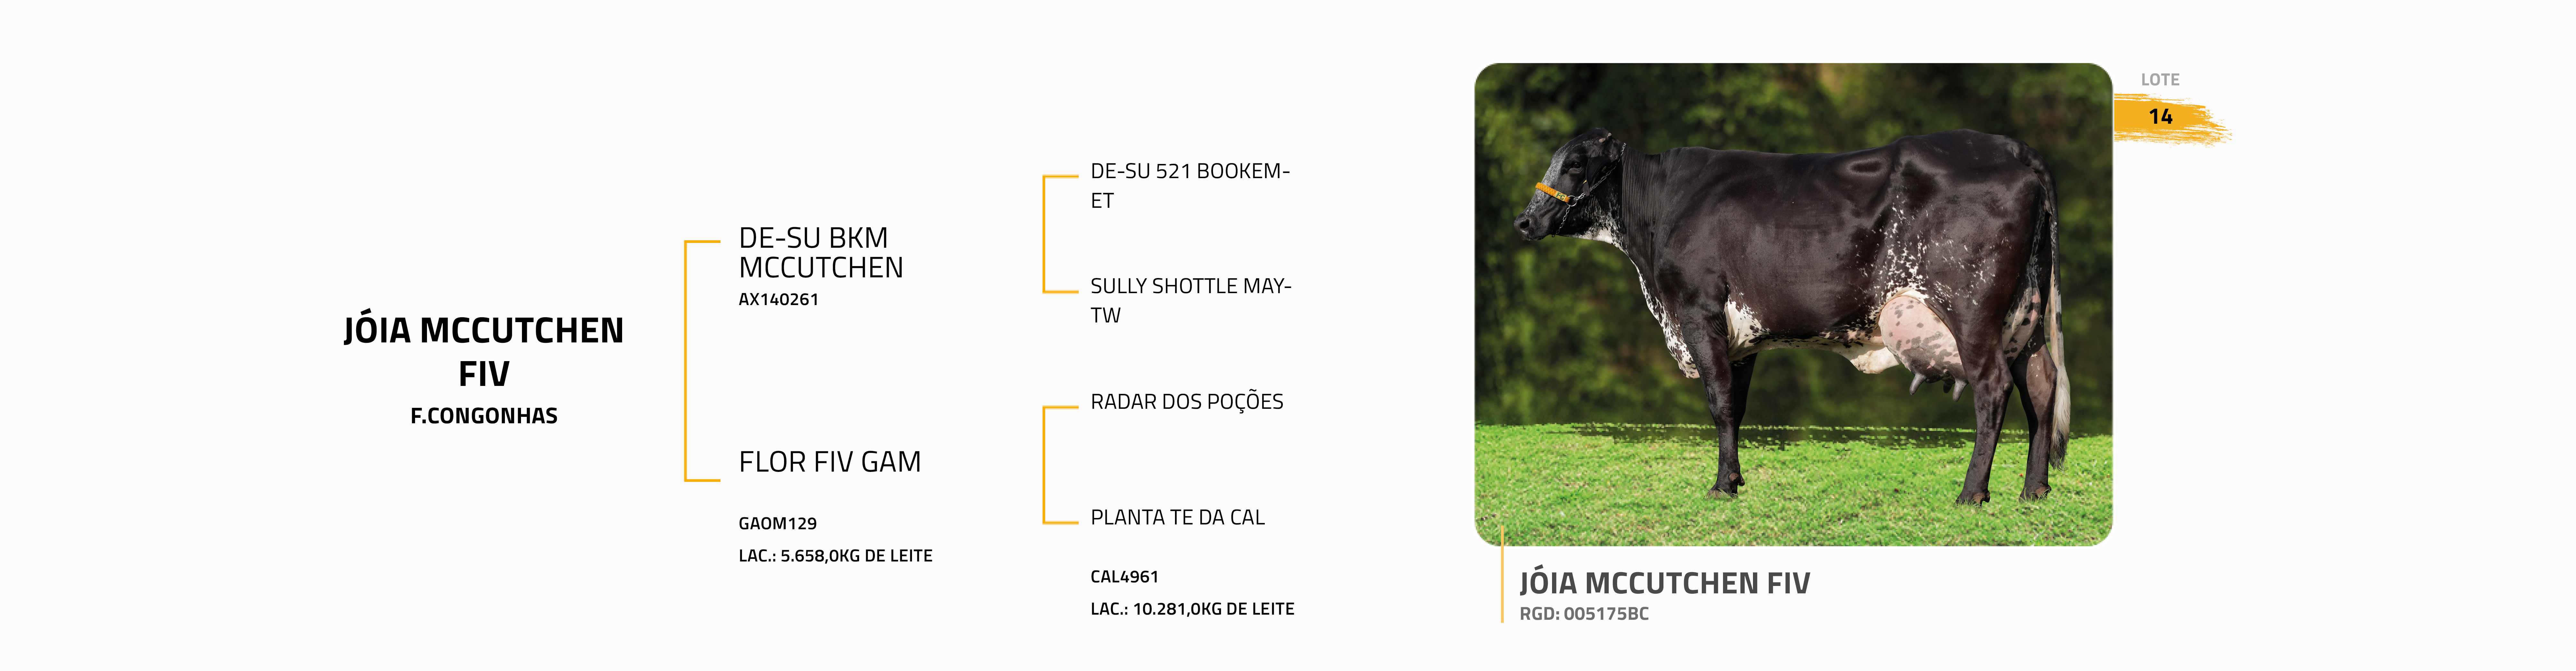 JÓIA MCCUTCHEN
FIV
F.CONGONHAS
DE-SU BKM
MCCUTCHEN
AX140261
FLOR FIV GAM
GAOM129
LAC.: 5.658,0KG DE LEITE
DE-SU 521 BOOKEM-
ET
SULLY SHOTTLE MAY-
TW
RADAR DOS POÇÕES
PLANTA TE DA CAL
CAL4961
LAC.: 10.281,0KG DE LEITE
LOTE
14
JÓIA MCCUTCHEN FIV
RGD: 005175BC